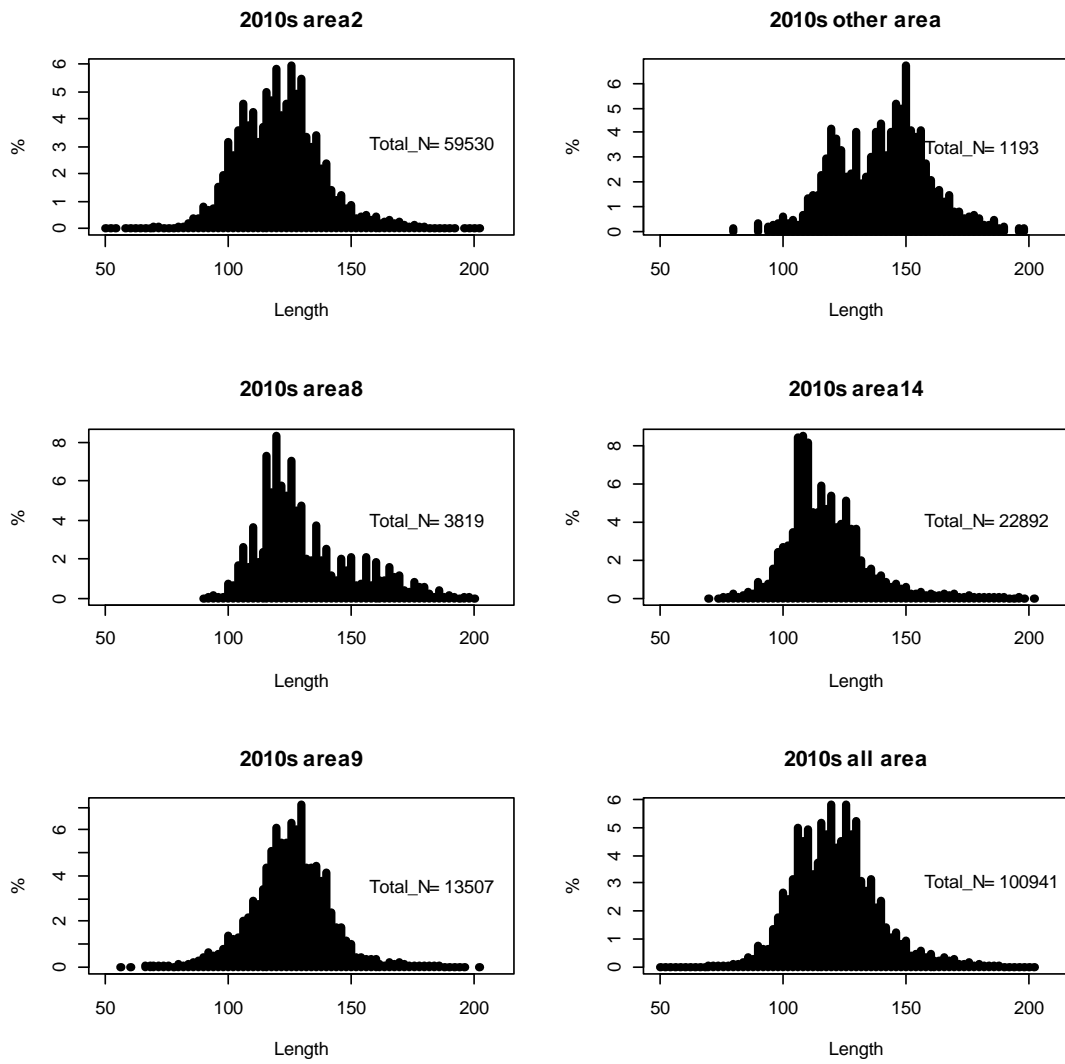 2010s area2
%
6
5
4
3
2
1
0
Total_N= 59530
50 100 150 200
Length
2010s other area
%
6
5
4
3
2
1
0
Total_N= 1193
50 100 150 200
Length
2010s area8
%
8
6
4
2
0
Total_N= 3819
50 100 150 200
Length
2010s area14
%
8
6
4
2
0
Total_N= 22892
50 100 150 200
Length
2010s area9
%
6
4
2
0
Total_N= 13507
50 100 150 200
Length
2010s all area
%
6
5
4
3
2
1
0
Total_N= 100941
50 100 150 200
Length